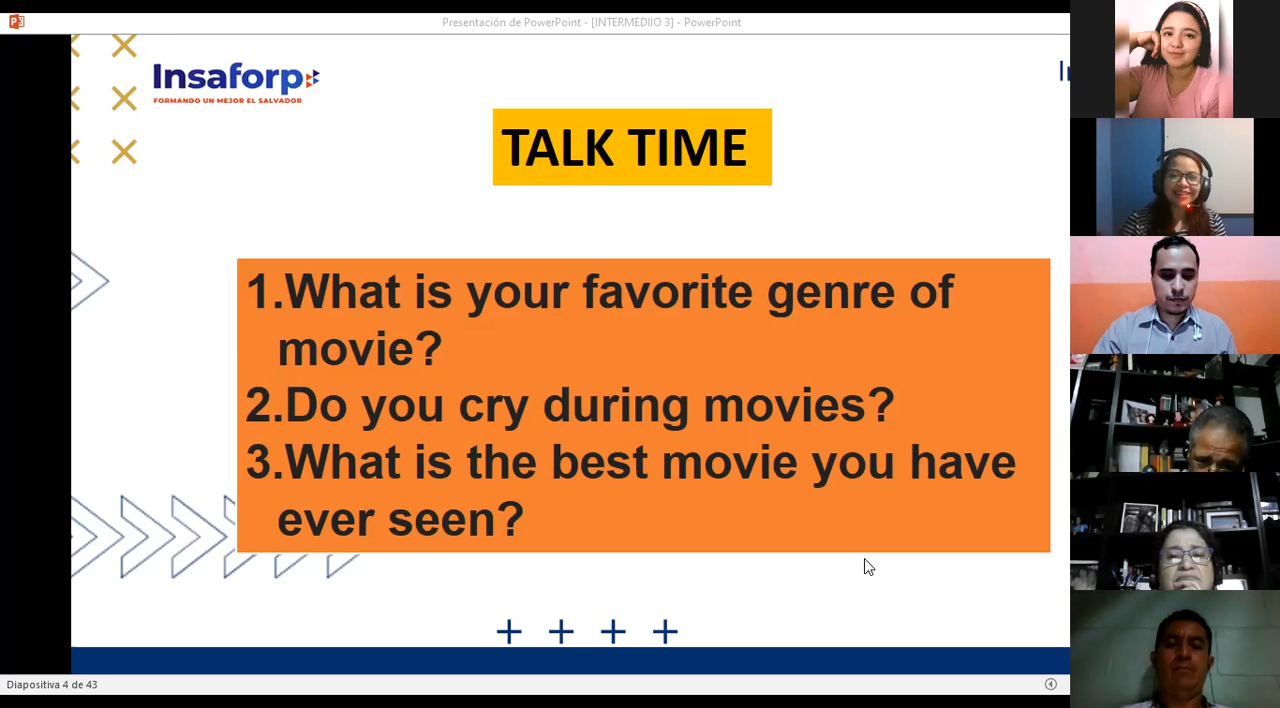 Presentación de PowerPoint - [INTERMEDIIO 3] - PowerPoint
Insaforp
FORMANDO UN MEJOR EL SALVADOR
In
TALK TIME
1.What is your favorite genre of
movie?
2.Do you cry during movies?
3.What is the best movie you have
ever seen?
Diapositiva 4 de 43